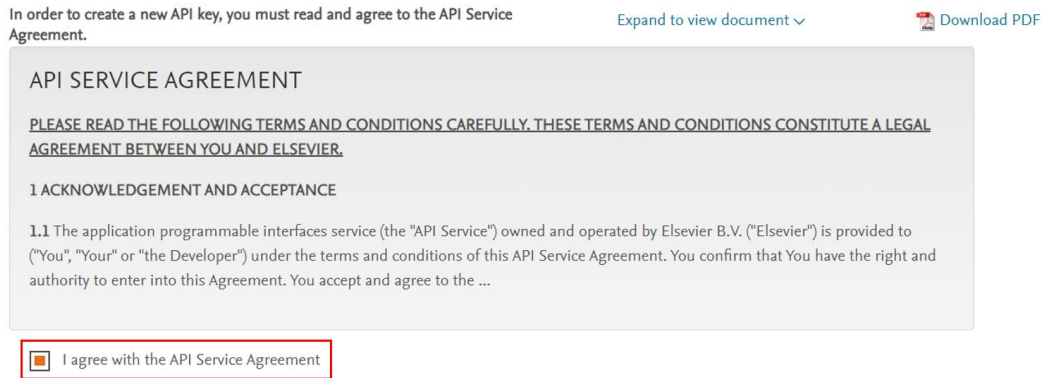 In order to create a new API key, you must read and agree to the API Service
Agreement.
Expand to view document
Download PDF
API SERVICE AGREEMENT
PLEASE READ THE FOLLOWING TERMS AND CONDITIONS CAREFULLY. THESE TERMS AND CONDITIONS CONSTITUTE A LEGAL
AGREEMENT BETWEEN YOU AND ELSEVIER.
1 ACKNOWLEDGEMENT AND ACCEPTANCE
1.1 The application programmable interfaces service (the "API Service") owned and operated by Elsevier B.V. ("Elsevier") is provided to
("You", "Your" or "the Developer") under the terms and conditions of this API Service Agreement. You confirm that You have the right and
authority to enter into this Agreement. You accept and agree to the ...
I agree with the API Service Agreement